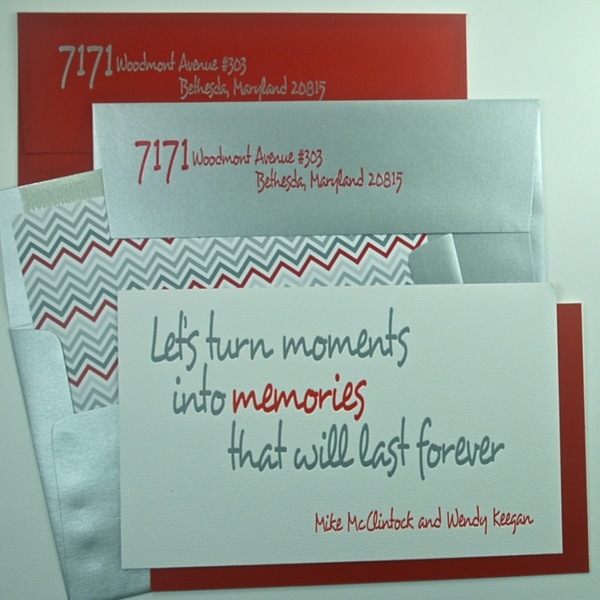 7171 Woodmont Avenue #303
Bethesda, Maryland 20815
7171 Woodmont Avenue #303
Bethesda, Maryland 20815
Let's turn moments
into memories
that will last forever
Mike McClintock and Wendy Keegan